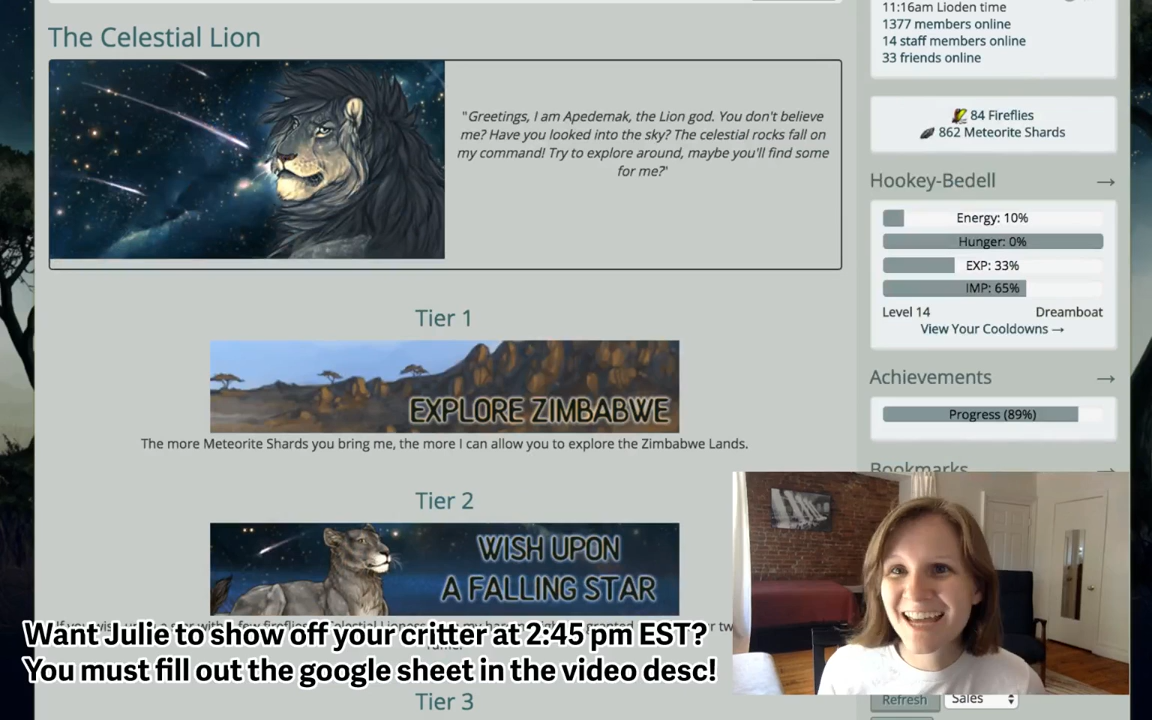 The Celestial Lion
"Greetings, I am Apedemak, the Lion god. You don't believe
me? Have you looked into the sky? The celestial rocks fall on
my command! Try to explore around, maybe you'll find some
for me?"
Tier 1
EXPLORE ZIMBABWE
The more Meteorite Shards you bring me, the more I can allow you to explore the Zimbabwe Lands.
Tier 2
WISH UPON
A FALLING STAR
Want Julie to show off your critter at 2:45 pm EST?
You must fill out the google sheet in the video desc!
Tier 3
11:16am Lioden time
1377 members online
14 staff members online
33 friends online
84 Fireflies
862 Meteorite Shards
Hookey-Bedell →
Energy: 10%
Hunger: 0%
EXP: 33%
IMP: 65%
Level 14 Dreamboat
View Your Cooldowns →
Achievements →
Progress (89%)
Bookmarks
Refresh Sales